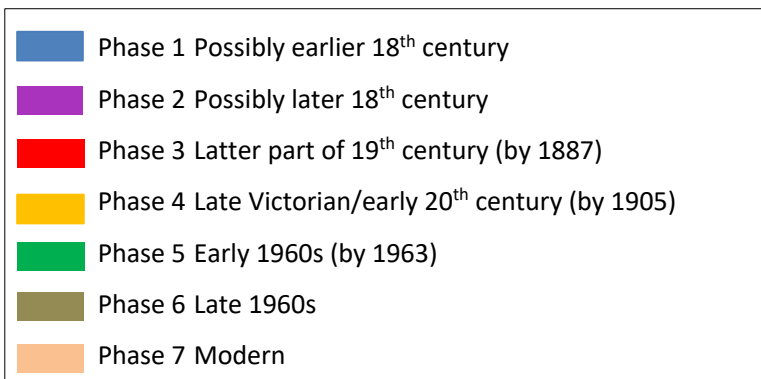 Phase 1 Possibly earlier 18th century
Phase 2 Possibly later 18th century
Phase 3 Latter part of 19th century (by 1887)
Phase 4 Late Victorian/early 20th century (by 1905)
Phase 5 Early 1960s (by 1963)
Phase 6 Late 1960s
Phase 7 Modern